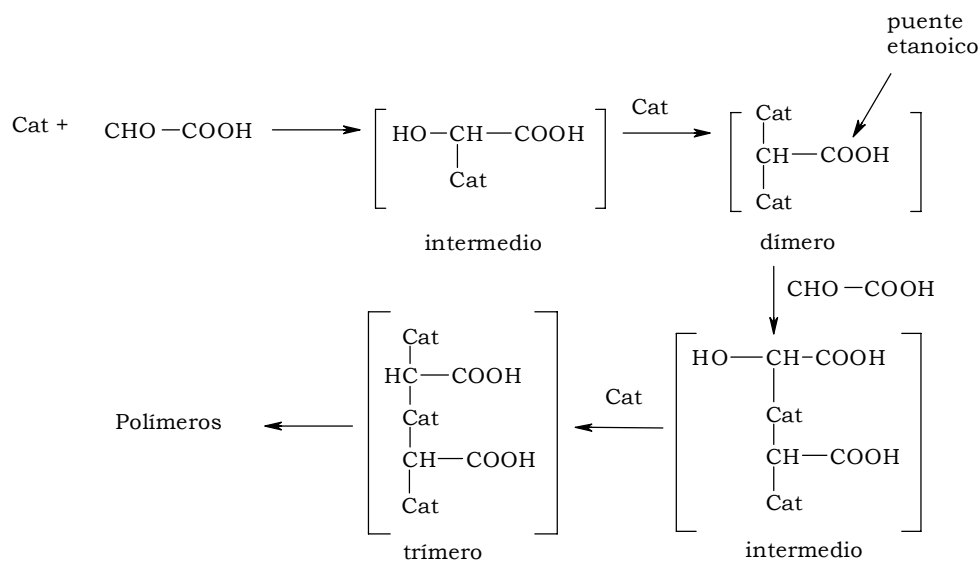 puente
etanoico
Cat +
CHO—COOH
HO—CH—COOH
Cat
intermedio
Cat
Cat
CH—COOH
Cat
dímero
CHO—COOH
HO—CH—COOH
Cat
CH—COOH
Cat
intermedio
Cat
Cat
HC—COOH
Cat
CH—COOH
Cat
trímero
Polímeros